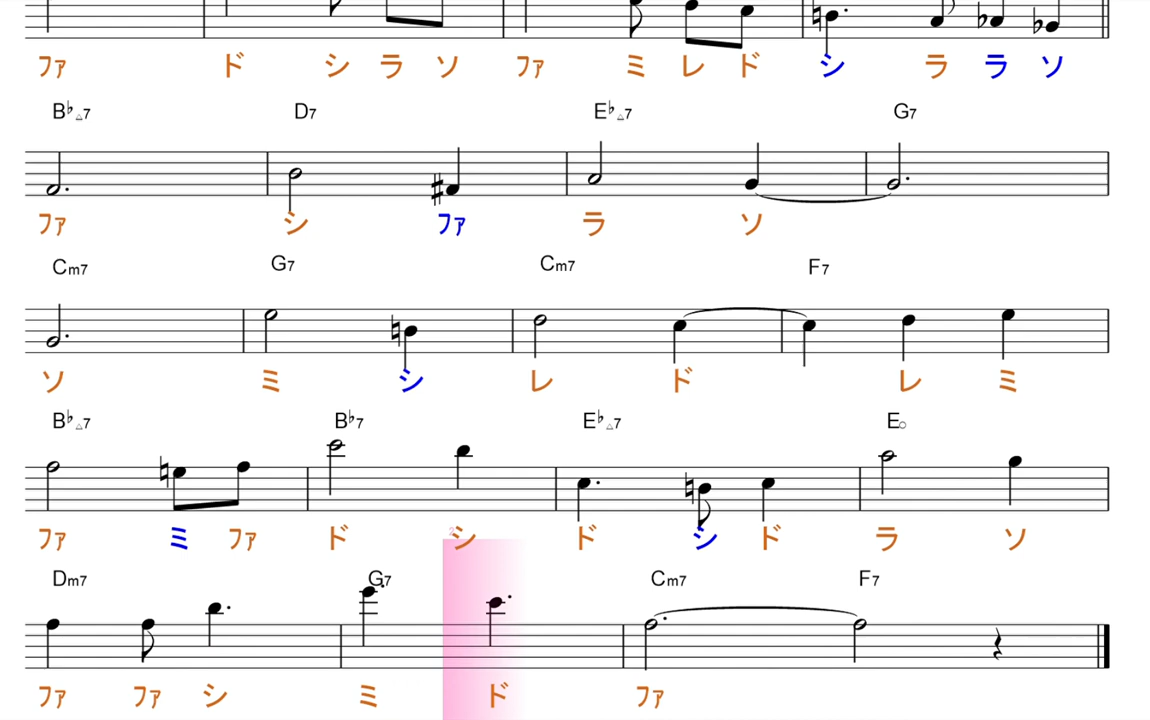 ファ ド シ ラ ソ ファ ミ レ ド シ ラ ラ ソ
B♭△7 D7 E♭△7 G7
ファ シ ファ ラ ソ
Cm7 G7 Cm7 F7
ソ ミ シ レ ド レ ミ
B♭△7 B♭7 E♭△7 E○
ファ ミ ファ ド シ ド シ ド ラ ソ
Dm7 G7 Cm7 F7
ファ ファ シ ミ ド ファ